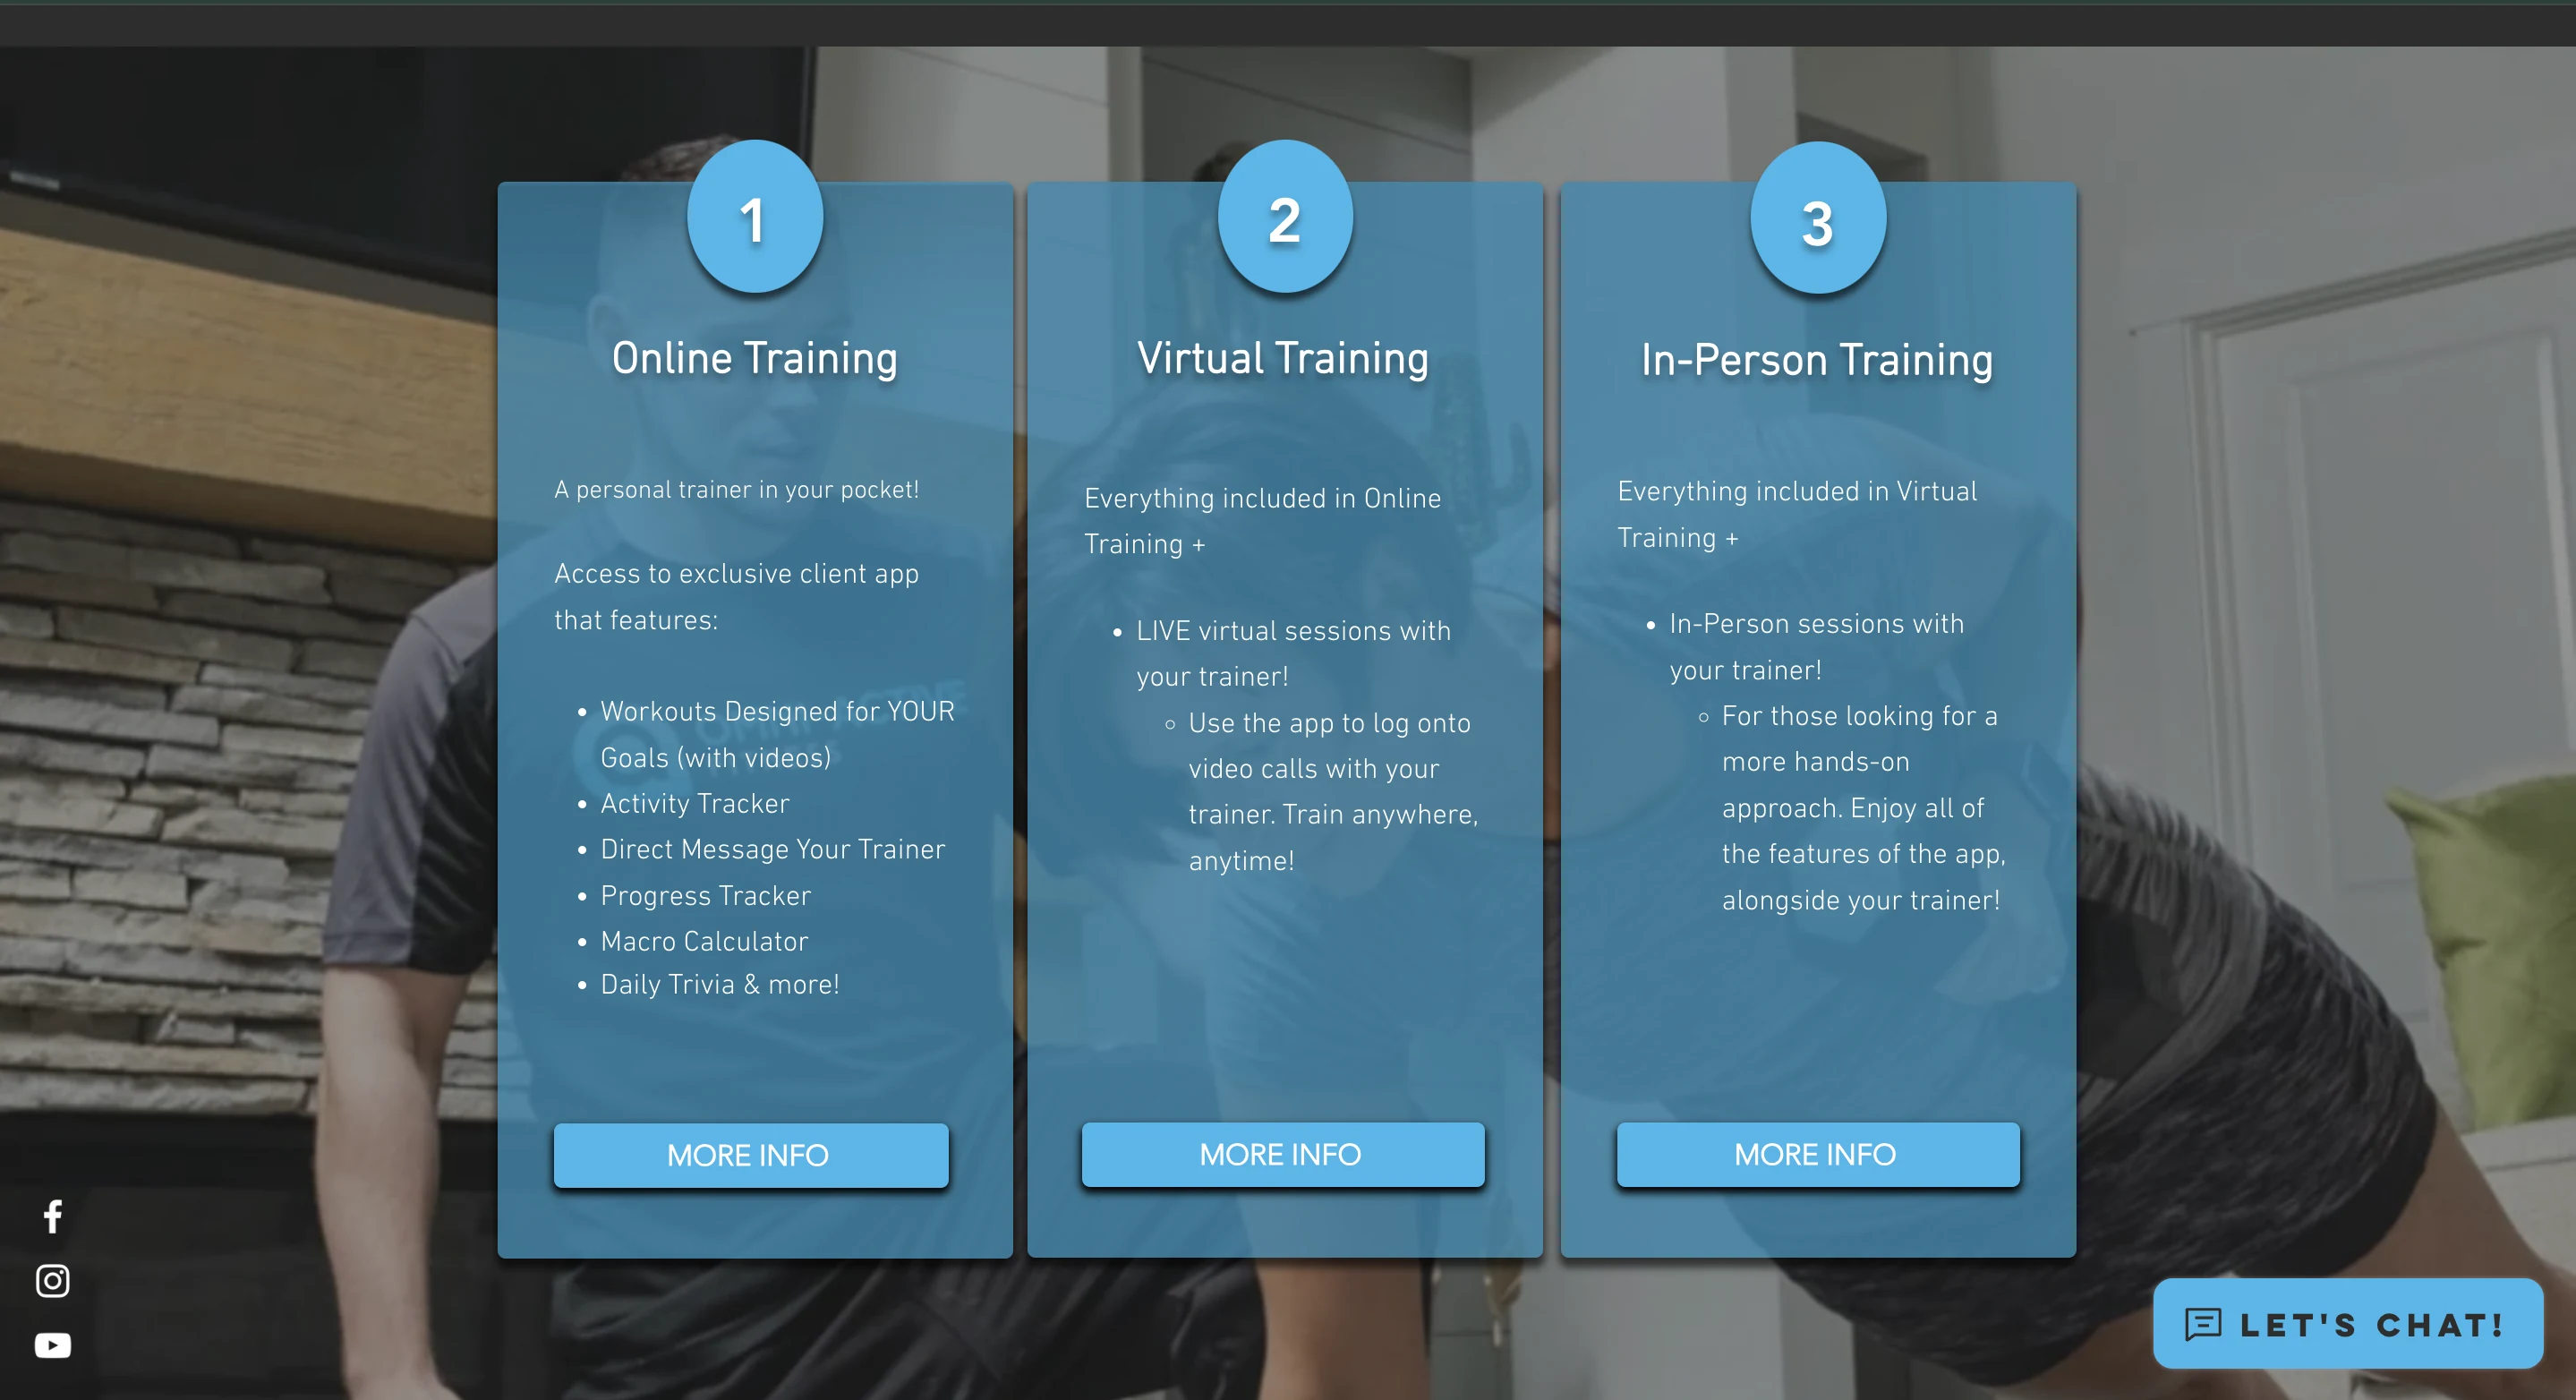 1
Online Training
A personal trainer in your pocket!
Access to exclusive client app
that features:
• Workouts Designed for YOUR
Goals (with videos)
• Activity Tracker
• Direct Message Your Trainer
• Progress Tracker
• Macro Calculator
• Daily Trivia & more!
MORE INFO
2
Virtual Training
Everything included in Online
Training +
• LIVE virtual sessions with
your trainer!
◦ Use the app to log onto
video calls with your
trainer. Train anywhere,
anytime!
MORE INFO
3
In-Person Training
Everything included in Virtual
Training +
• In-Person sessions with
your trainer!
◦ For those looking for a
more hands-on
approach. Enjoy all of
the features of the app,
alongside your trainer!
MORE INFO
LET'S CHAT!